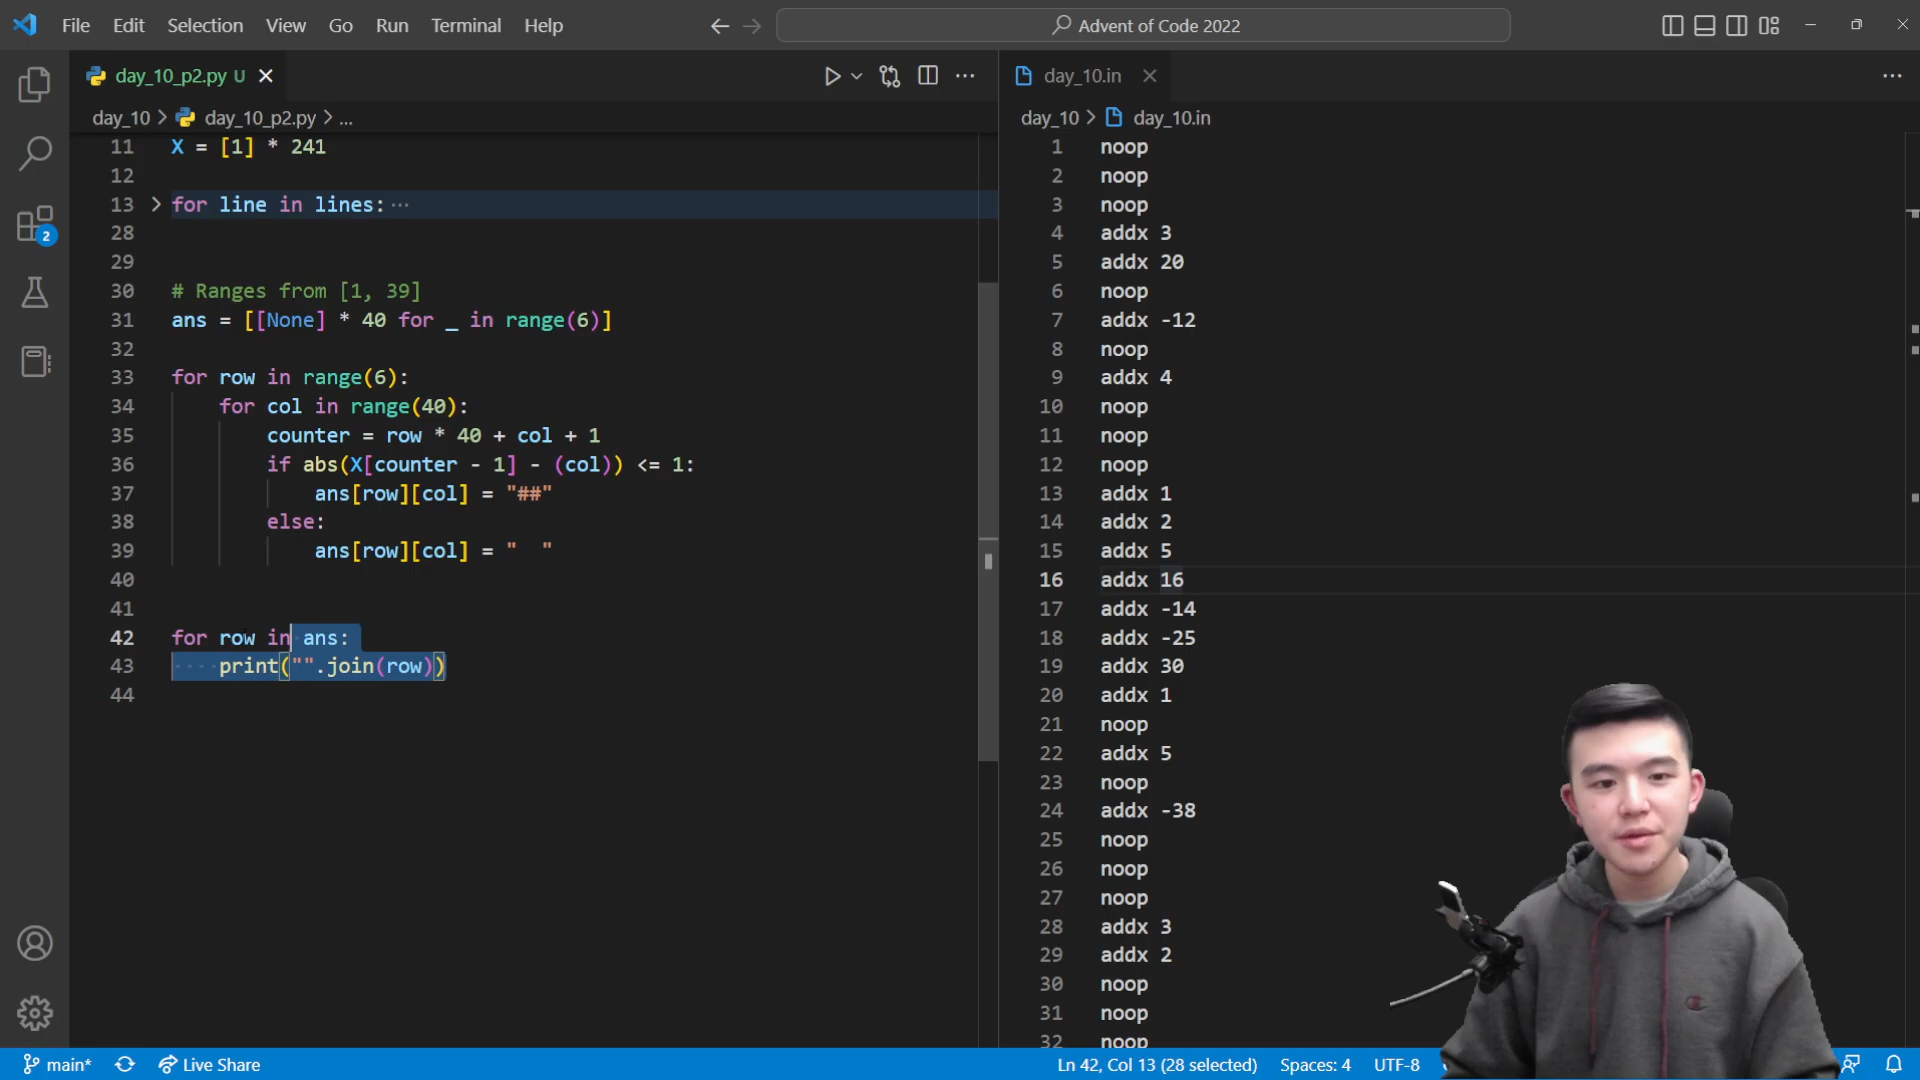 File Edit Selection View Go Run Terminal Help
Advent of Code 2022
day_10_p2.py U
day_10 > day_10_p2.py > ...
11 X = [1] * 241
12
13 for line in lines: ...
28
29
30 # Ranges from [1, 39]
31 ans = [[None] * 40 for _ in range(6)]
32
33 for row in range(6):
34 for col in range(40):
35 counter = row * 40 + col + 1
36 if abs(X[counter - 1] - (col)) <= 1:
37 ans[row][col] = "##"
38 else:
39 ans[row][col] = "  "
40
41
42 for row in ans:
43 print("".join(row))
44
day_10.in
day_10 > day_10.in
1 noop
2 noop
3 noop
4 addx 3
5 addx 20
6 noop
7 addx -12
8 noop
9 addx 4
10 noop
11 noop
12 noop
13 addx 1
14 addx 2
15 addx 5
16 addx 16
17 addx -14
18 addx -25
19 addx 30
20 addx 1
21 noop
22 addx 5
23 noop
24 addx -38
25 noop
26 noop
27 noop
28 addx 3
29 addx 2
30 noop
31 noop
32 noop
2
main* Live Share
Ln 42, Col 13 (28 selected) Spaces: 4 UTF-8